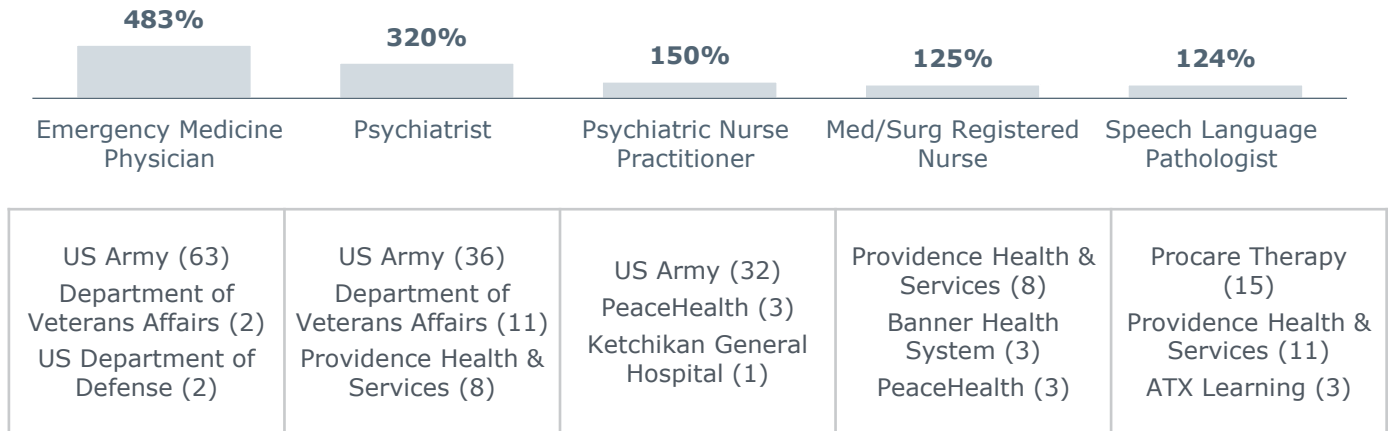 483%
320%
150%
125%
124%
Emergency Medicine
Physician
Psychiatrist
Psychiatric Nurse
Practitioner
Med/Surg Registered
Nurse
Speech Language
Pathologist
US Army (63)
Department of
Veterans Affairs (2)
US Department of
Defense (2)
US Army (36)
Department of
Veterans Affairs (11)
Providence Health &
Services (8)
US Army (32)
PeaceHealth (3)
Ketchikan General
Hospital (1)
Providence Health &
Services (8)
Banner Health
System (3)
PeaceHealth (3)
Procare Therapy
(15)
Providence Health &
Services (11)
ATX Learning (3)